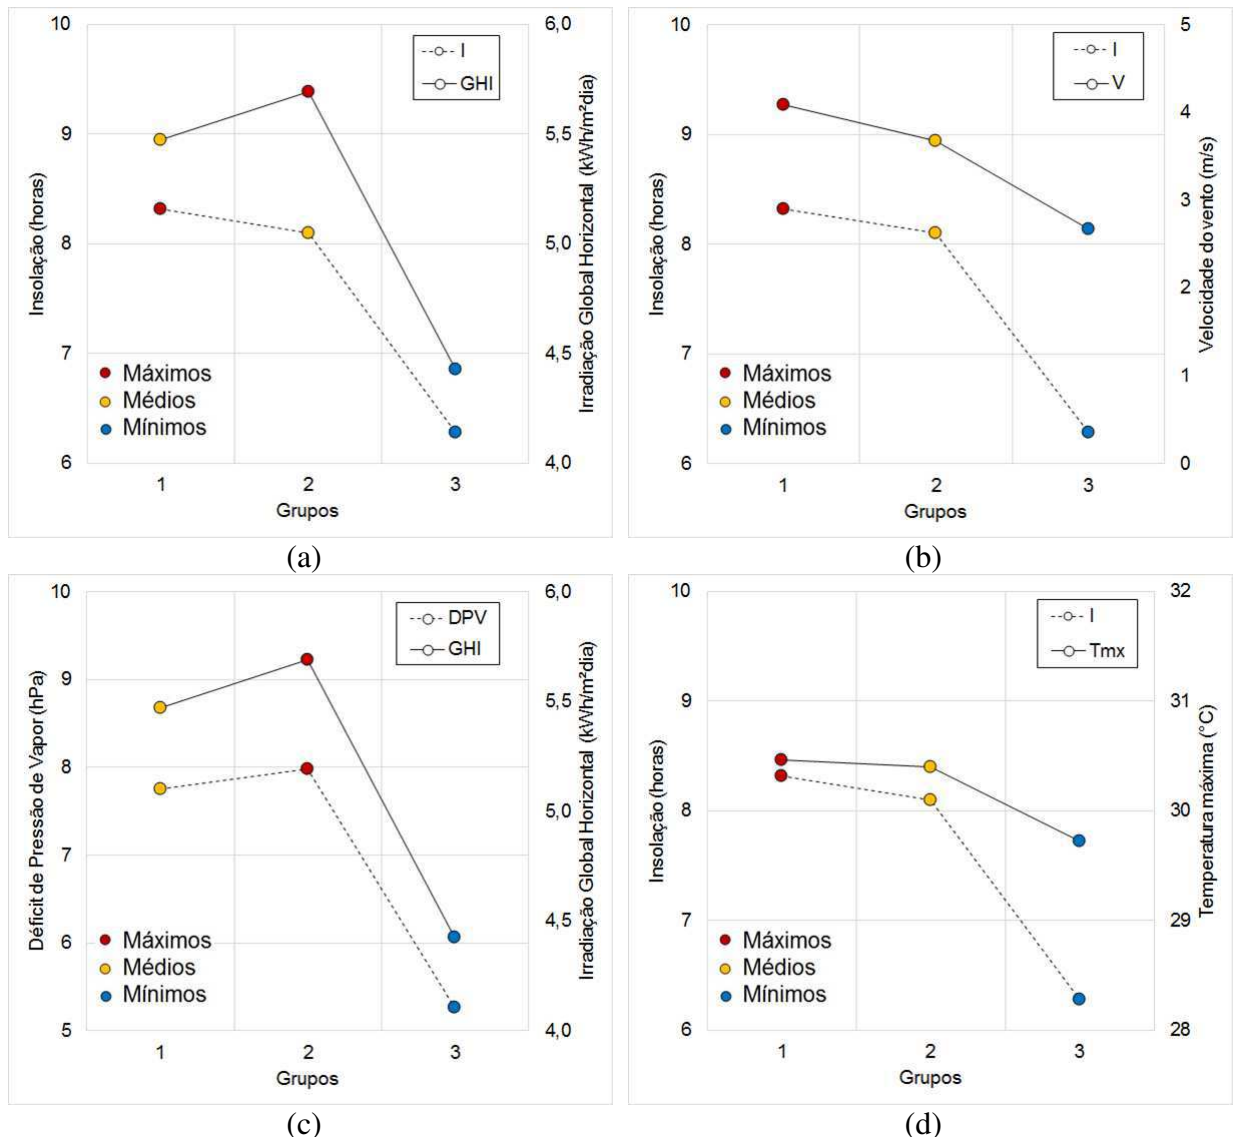 10
9
8
7
6
Insolação (horas)
6,0
5,5
5,0
4,5
4,0
Irradiação Global Horizontal (kWh/m²dia)
I
GHI
Máximos
Médios
Mínimos
1 2 3
Grupos
(a)
10
9
8
7
6
Insolação (horas)
5
4
3
2
1
0
Velocidade do vento (m/s)
I
V
Máximos
Médios
Mínimos
1 2 3
Grupos
(b)
10
9
8
7
6
5
Déficit de Pressão de Vapor (hPa)
6,0
5,5
5,0
4,5
4,0
Irradiação Global Horizontal (kWh/m²dia)
DPV
GHI
Máximos
Médios
Mínimos
1 2 3
Grupos
(c)
10
9
8
7
6
Insolação (horas)
32
31
30
29
28
Temperatura máxima (°C)
I
Tmx
Máximos
Médios
Mínimos
1 2 3
Grupos
(d)